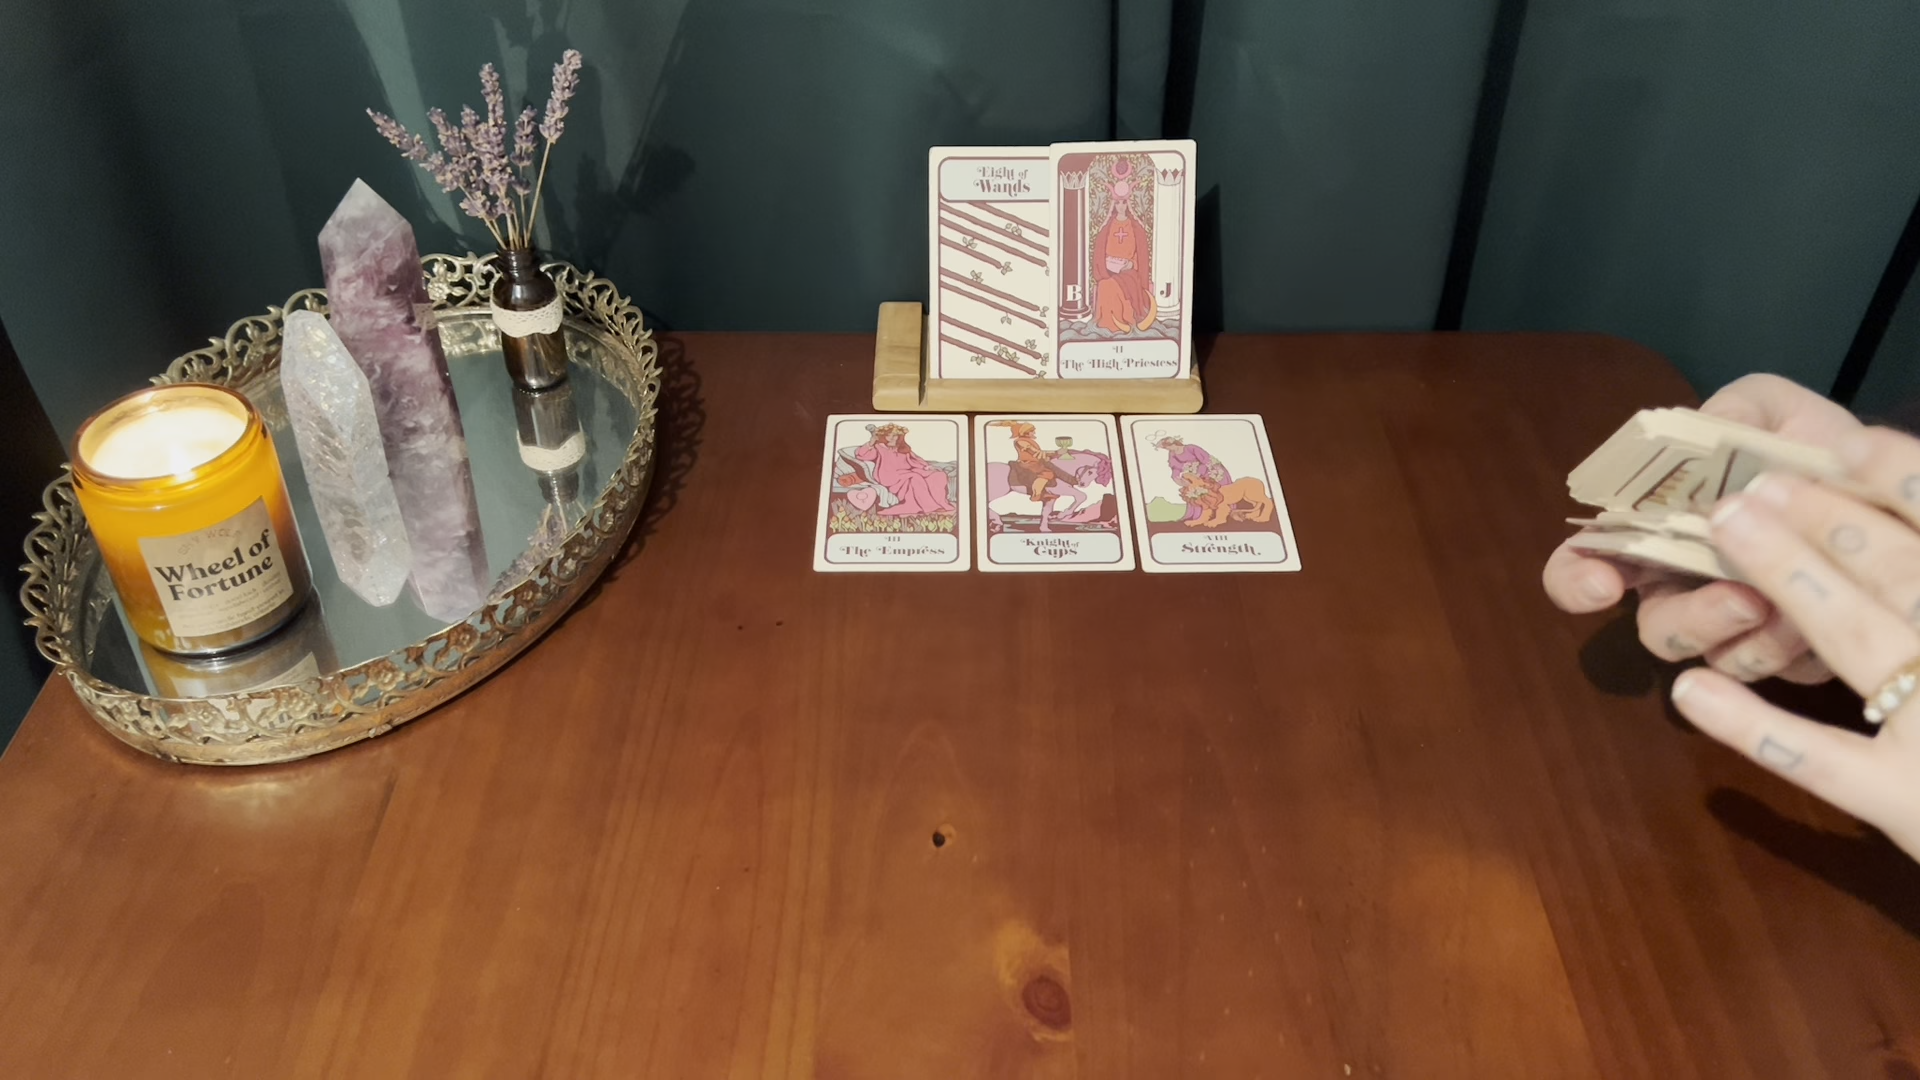 Eight of
Wands
B
J
II
The High Priestess
III
The Empress
Knight of
Cups
VIII
Strength.
Wheel of
Fortune